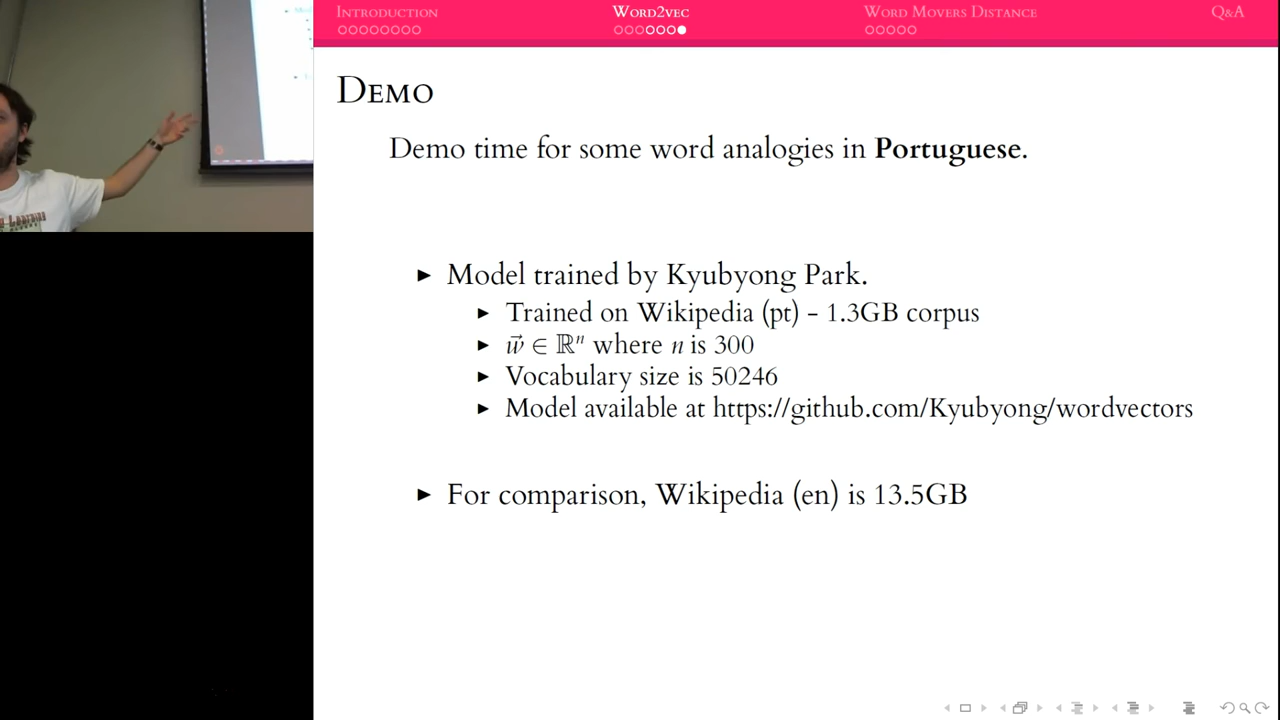 Introduction
Word2vec
Word Movers Distance
Q&A
Demo
Demo time for some word analogies in Portuguese.
▶ Model trained by Kyubyong Park.
▶ Trained on Wikipedia (pt) – 1.3GB corpus
▶ w⃗ ∈ ℝⁿ where n is 300
▶ Vocabulary size is 50246
▶ Model available at https://github.com/Kyubyong/wordvectors
▶ For comparison, Wikipedia (en) is 13.5GB